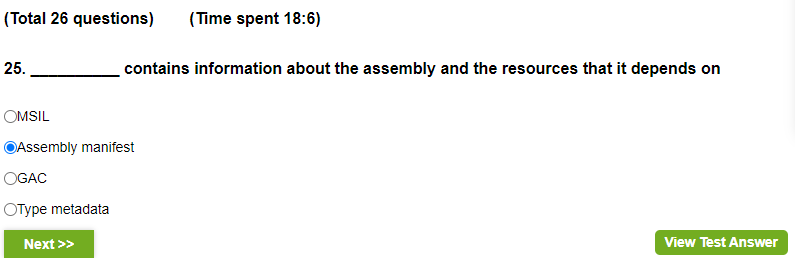 (Total 26 questions) (Time spent 18:6)
25. __________ contains information about the assembly and the resources that it depends on
MSIL
Assembly manifest
GAC
Type metadata
Next >> View Test Answer